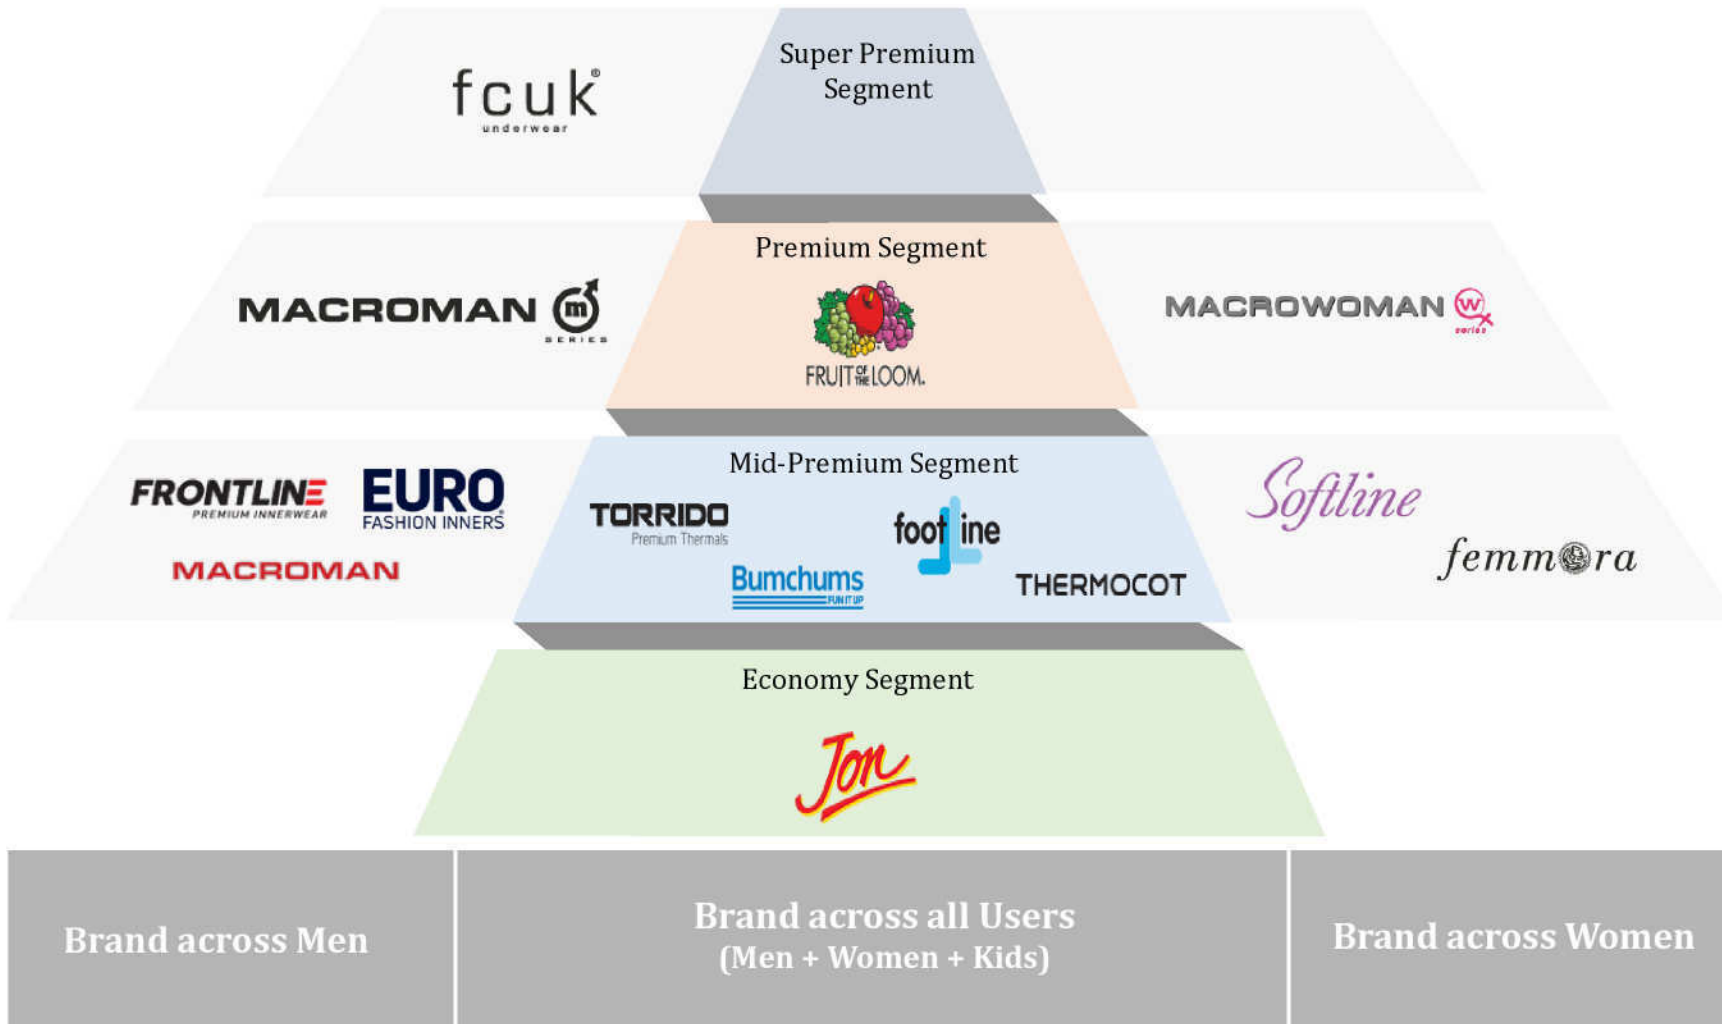 Super Premium
Segment
fcuk®
underwear
Premium Segment
MACROMAN m
SERIES
FRUIT OF THE LOOM.
MACROWOMAN W
series
Mid-Premium Segment
FRONTLINE
PREMIUM INNERWEAR
EURO
FASHION INNERS
MACROMAN
TORRIDO
Premium Thermals
footline
Bumchums
FUN IT UP
THERMOCOT
Softline
femmora
Economy Segment
Jon
Brand across Men
Brand across all Users
(Men + Women + Kids)
Brand across Women